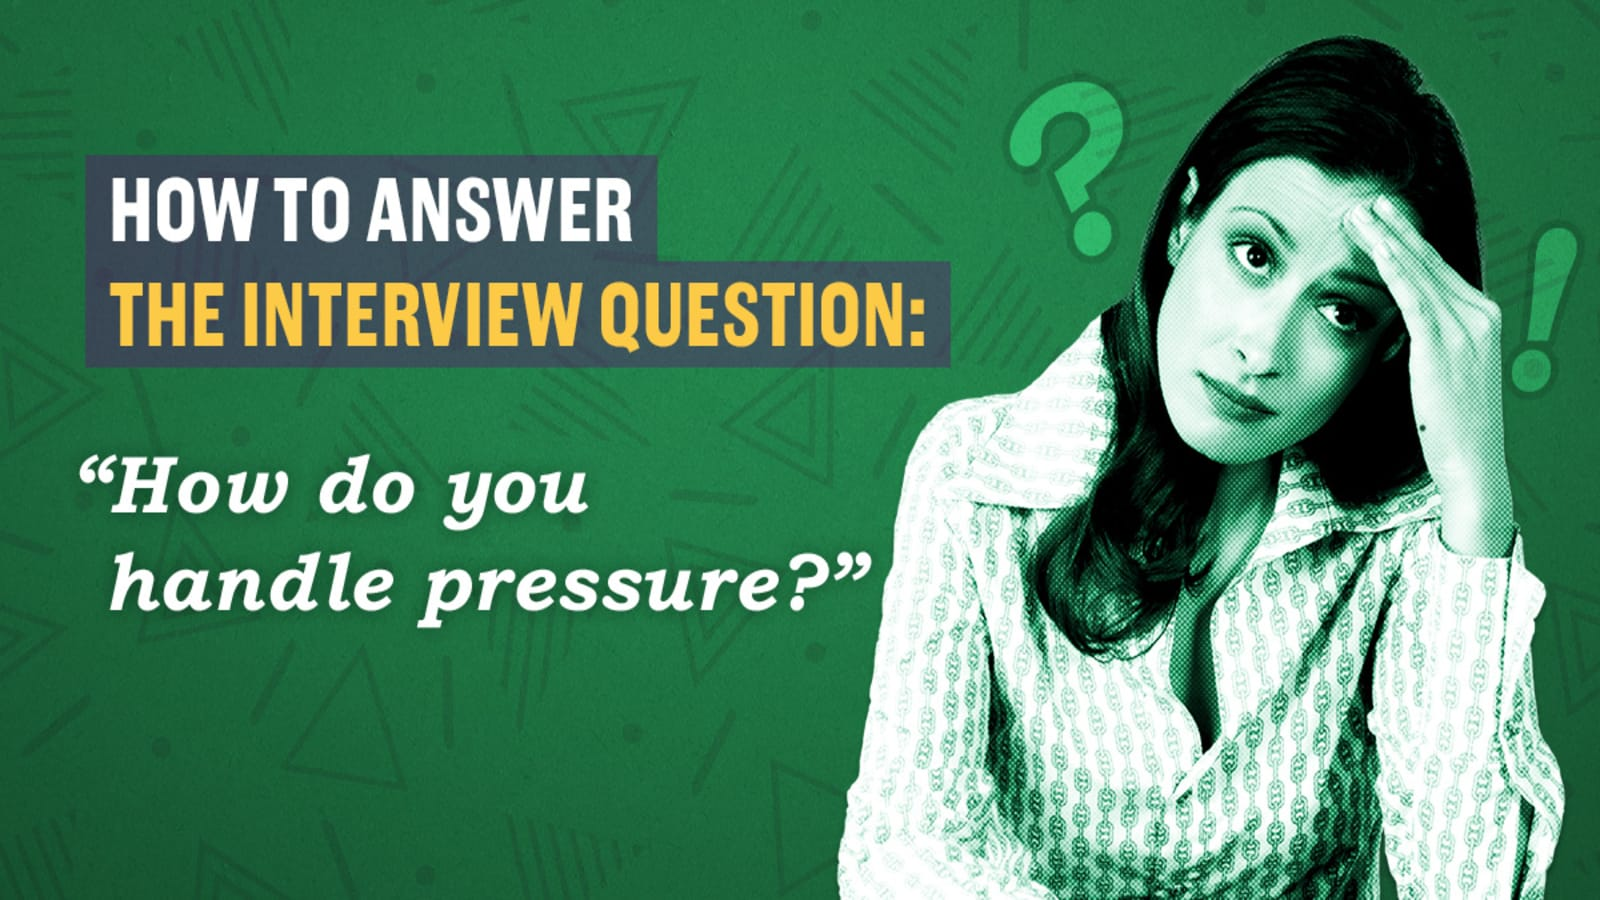 HOW TO ANSWER
THE INTERVIEW QUESTION:
“How do you
handle pressure?”
?
!